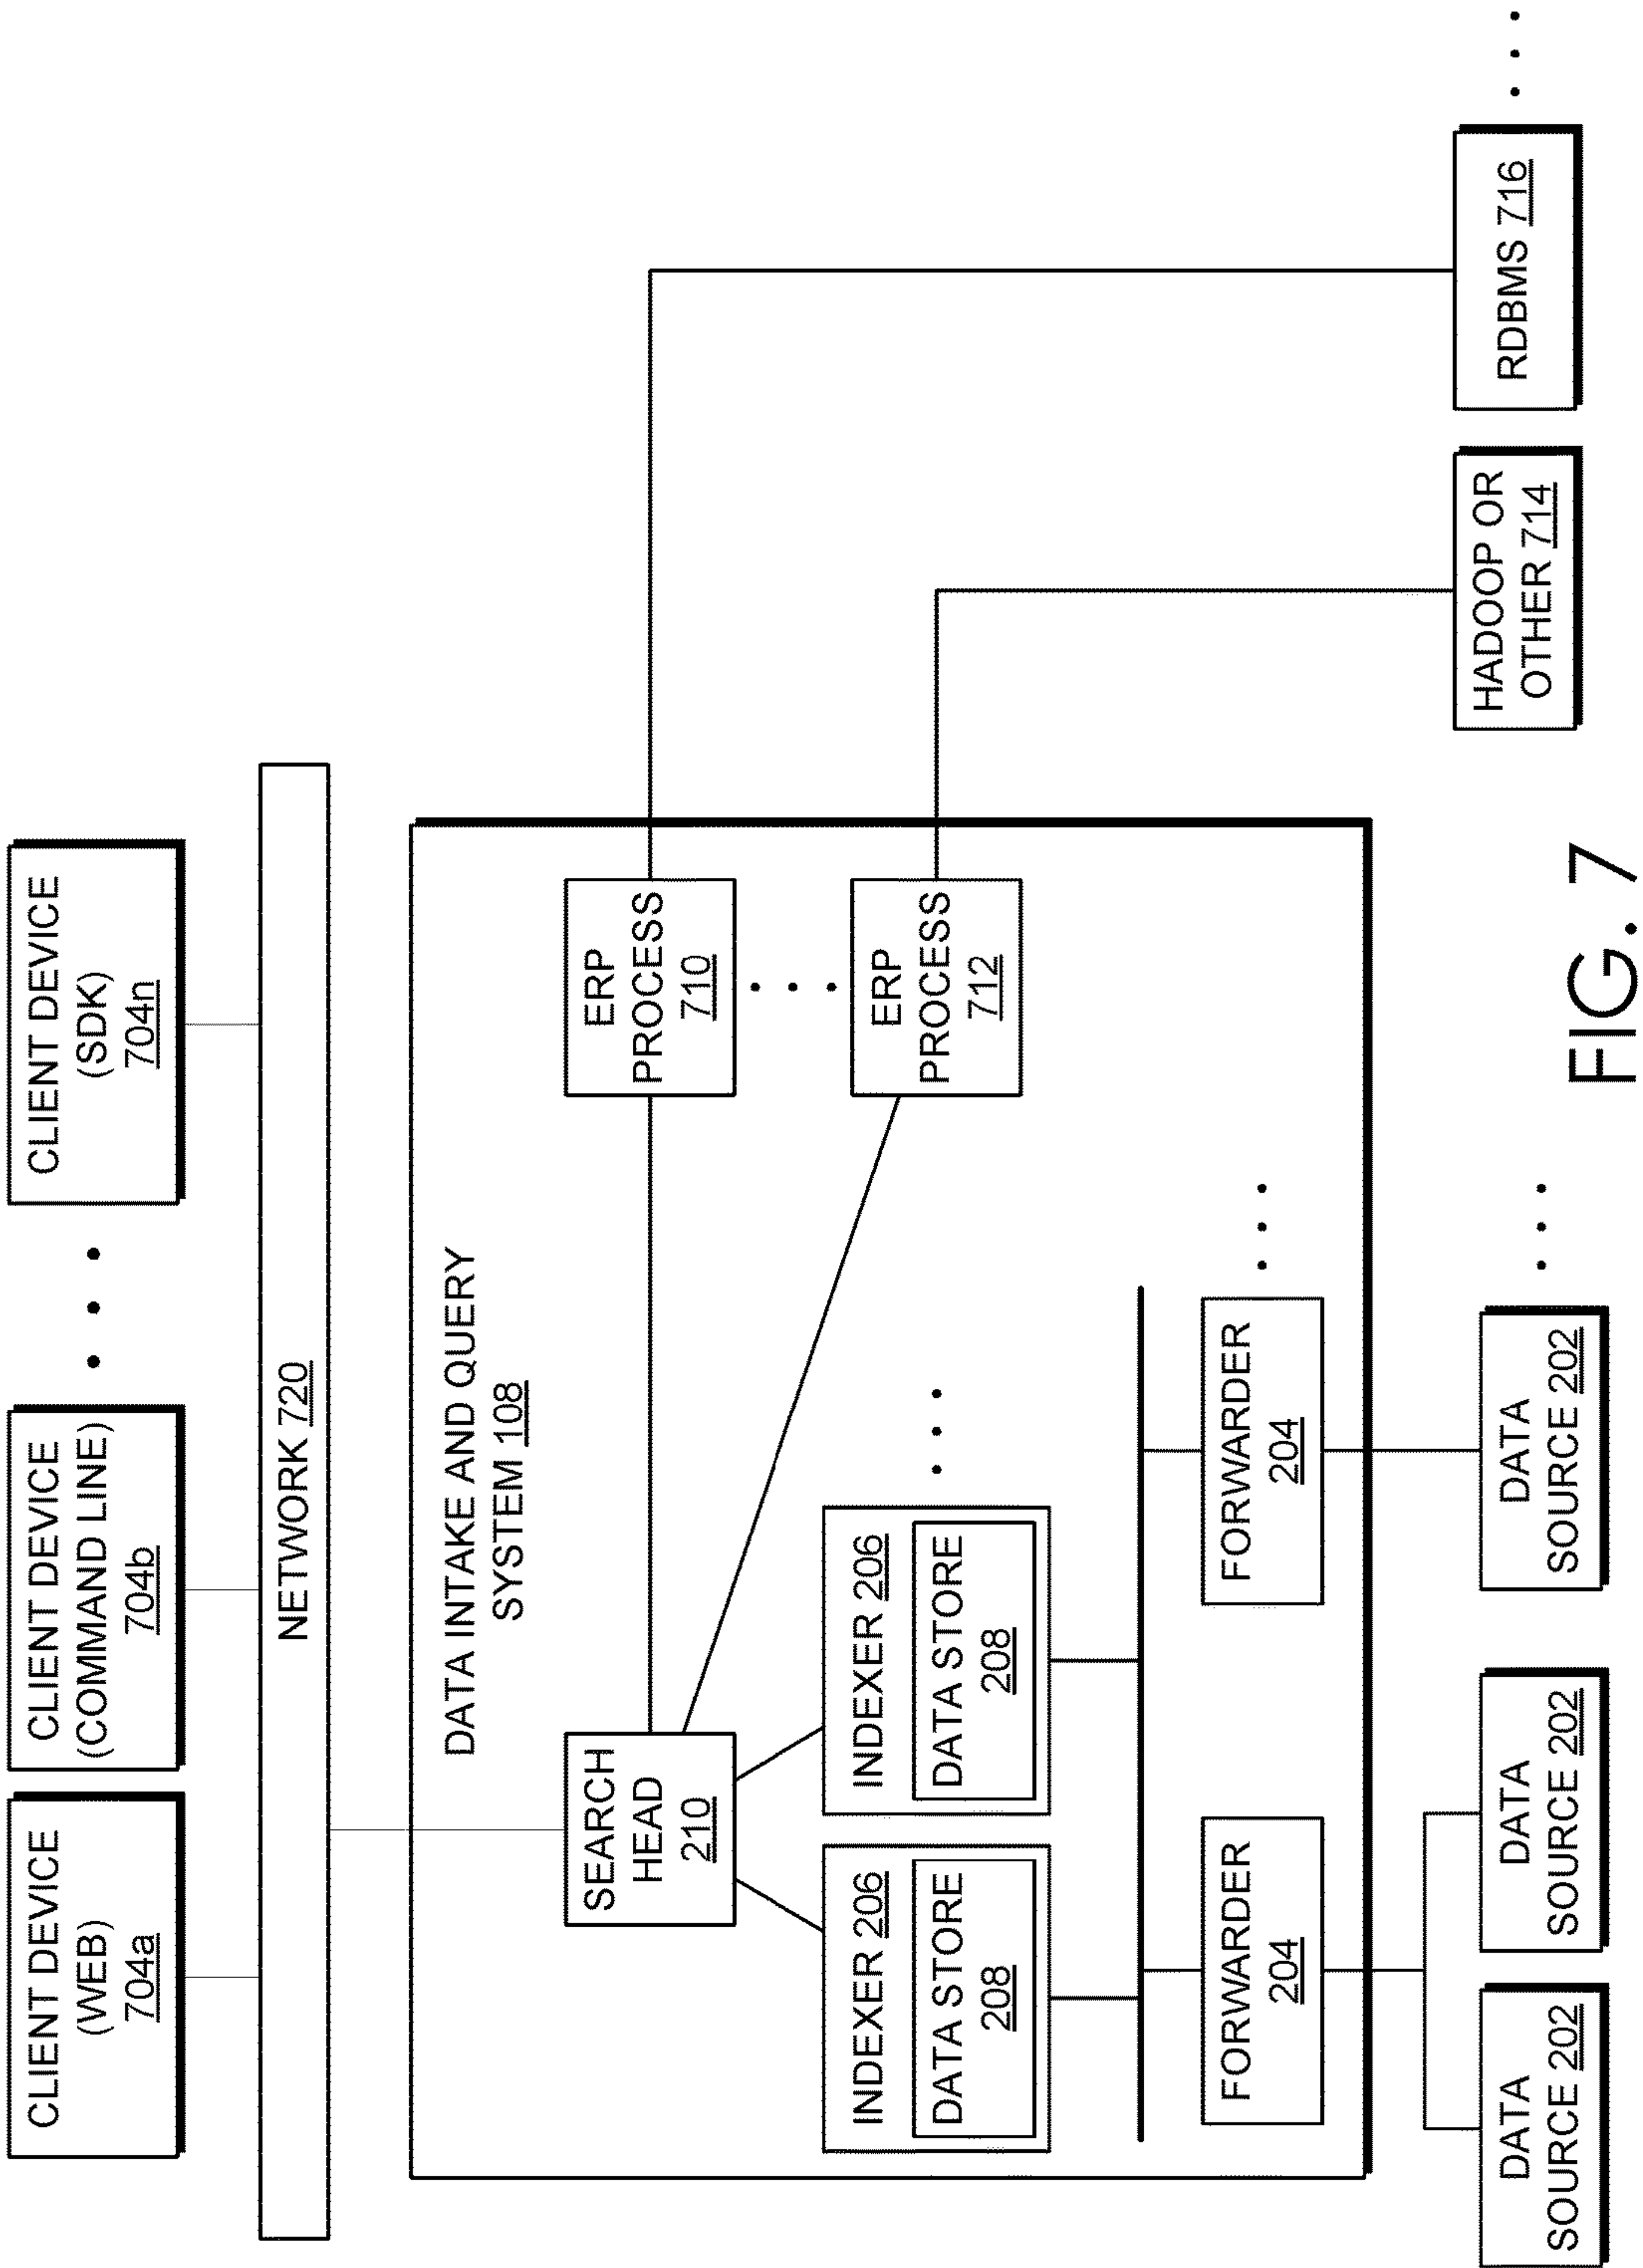 CLIENT DEVICE
(WEB)
704a
CLIENT DEVICE
(COMMAND LINE)
704b
CLIENT DEVICE
(SDK)
704n
NETWORK 720
DATA INTAKE AND QUERY
SYSTEM 108
SEARCH
HEAD
210
ERP
PROCESS
710
ERP
PROCESS
712
INDEXER 206
DATA STORE
208
INDEXER 206
DATA STORE
208
FORWARDER
204
FORWARDER
204
DATA
SOURCE 202
DATA
SOURCE 202
DATA
SOURCE 202
HADOOP OR
OTHER 714
RDBMS 716
FIG. 7